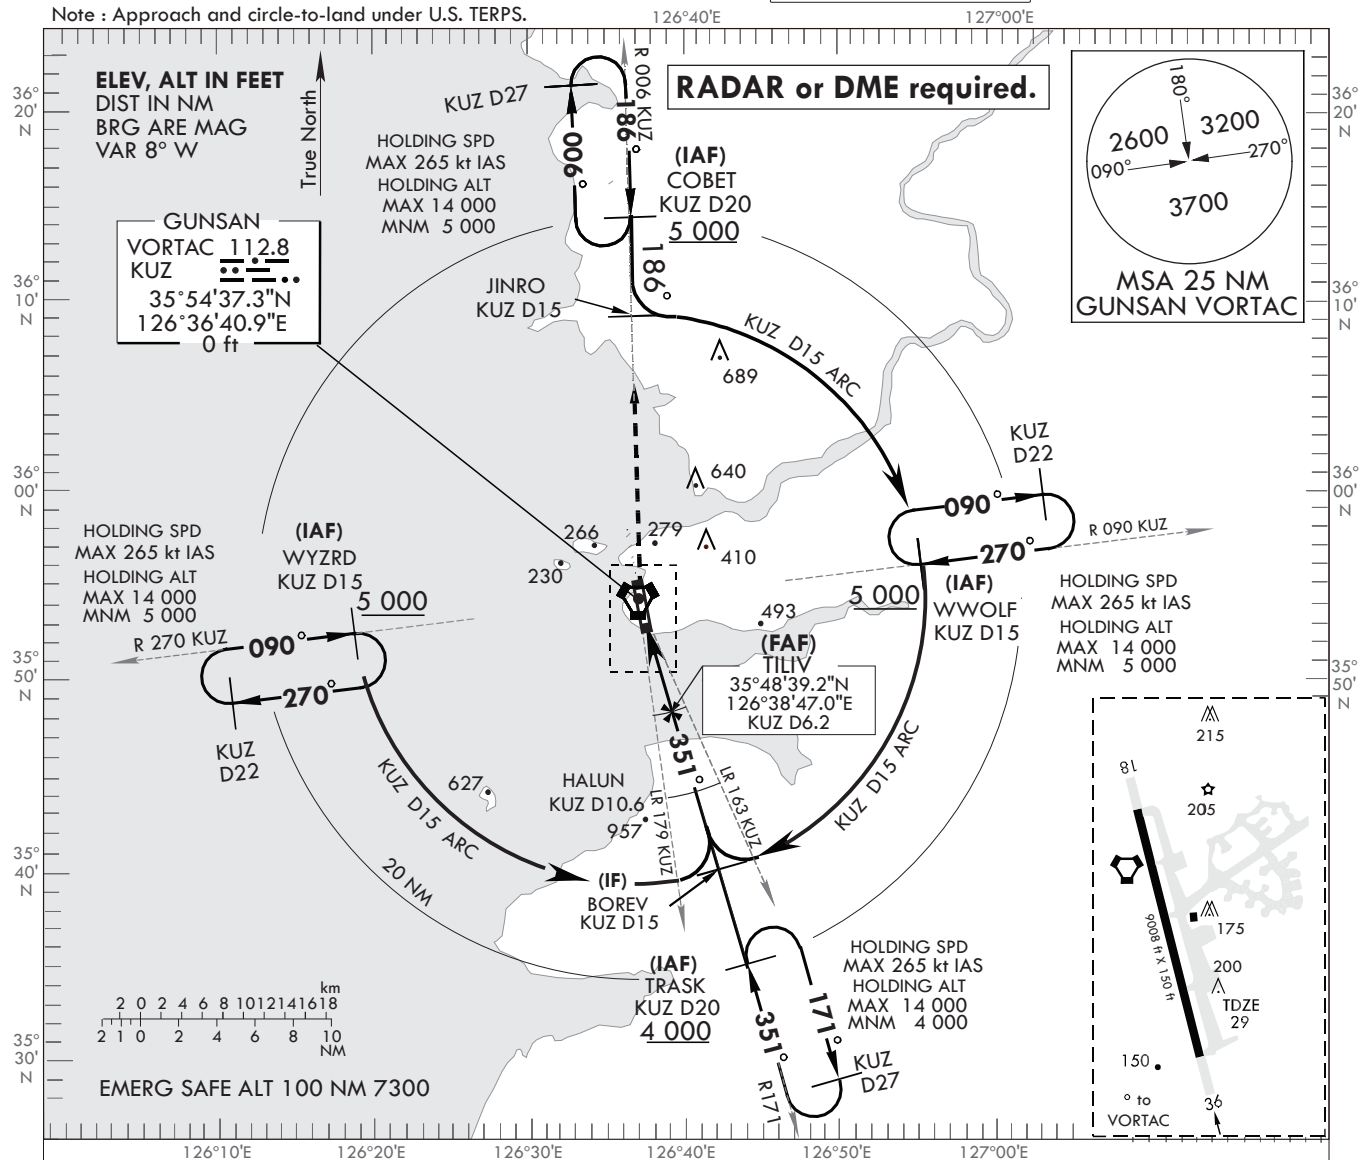 Note : Approach and circle-to-land under U.S. TERPS.
126°40'E
127°00'E
ELEV, ALT IN FEET
DIST IN NM
BRG ARE MAG
VAR 8° W
True North
KUZ D27
R 006 KUZ
186°
006°
RADAR or DME required.
HOLDING SPD
MAX 265 kt IAS
HOLDING ALT
MAX 14 000
MNM 5 000
(IAF)
COBET
KUZ D20
5 000
186°
180°
2600
3200
090°
270°
3700
MSA 25 NM
GUNSAN VORTAC
36°
20'
N
36°
20'
N
GUNSAN
VORTAC 112.8
KUZ
35°54'37.3"N
126°36'40.9"E
0 ft
JINRO
KUZ D15
KUZ D15 ARC
36°
10'
N
36°
10'
N
689
640
279
266
230
410
493
KUZ
D22
090°
270°
R 090 KUZ
36°
00'
N
36°
00'
N
HOLDING SPD
MAX 265 kt IAS
HOLDING ALT
MAX 14 000
MNM 5 000
(IAF)
WYZRD
KUZ D15
5 000
R 270 KUZ
090°
270°
KUZ
D22
5 000
(IAF)
WWOLF
KUZ D15
HOLDING SPD
MAX 265 kt IAS
HOLDING ALT
MAX 14 000
MNM 5 000
(FAF)
TILIV
35°48'39.2"N
126°38'47.0"E
KUZ D6.2
35°
50'
N
35°
50'
N
351°
KUZ D15 ARC
KUZ D15 ARC
627
HALUN
KUZ D10.6
957
LR 179 KUZ
LR 163 KUZ
20 NM
(IF)
BOREV
KUZ D15
35°
40'
N
35°
40'
N
(IAF)
TRASK
KUZ D20
4 000
HOLDING SPD
MAX 265 kt IAS
HOLDING ALT
MAX 14 000
MNM 4 000
351°
171°
KUZ
D27
R171
km
2 0 2 4 6 8 10 12 14 16 18
2 1 0 2 4 6 8 10
NM
EMERG SAFE ALT 100 NM 7300
35°
30'
N
35°
30'
N
215
18
205
9008 ft X 150 ft
175
200
TDZE
29
150
° to
VORTAC
36
126°10'E
126°20'E
126°30'E
126°40'E
126°50'E
127°00'E